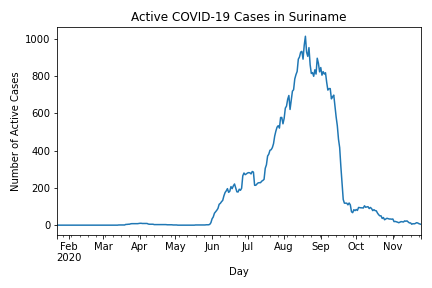 Active COVID-19 Cases in Suriname
Number of Active Cases
1000
800
600
400
200
0
Feb Mar Apr May Jun Jul Aug Sep Oct Nov
2020
Day